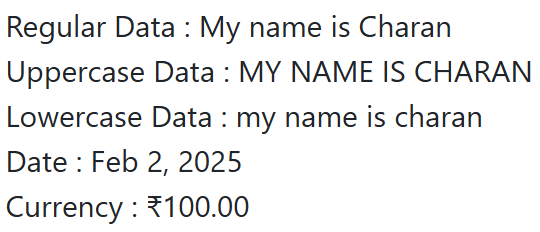 Regular Data : My name is Charan
Uppercase Data : MY NAME IS CHARAN
Lowercase Data : my name is charan
Date : Feb 2, 2025
Currency : ₹100.00